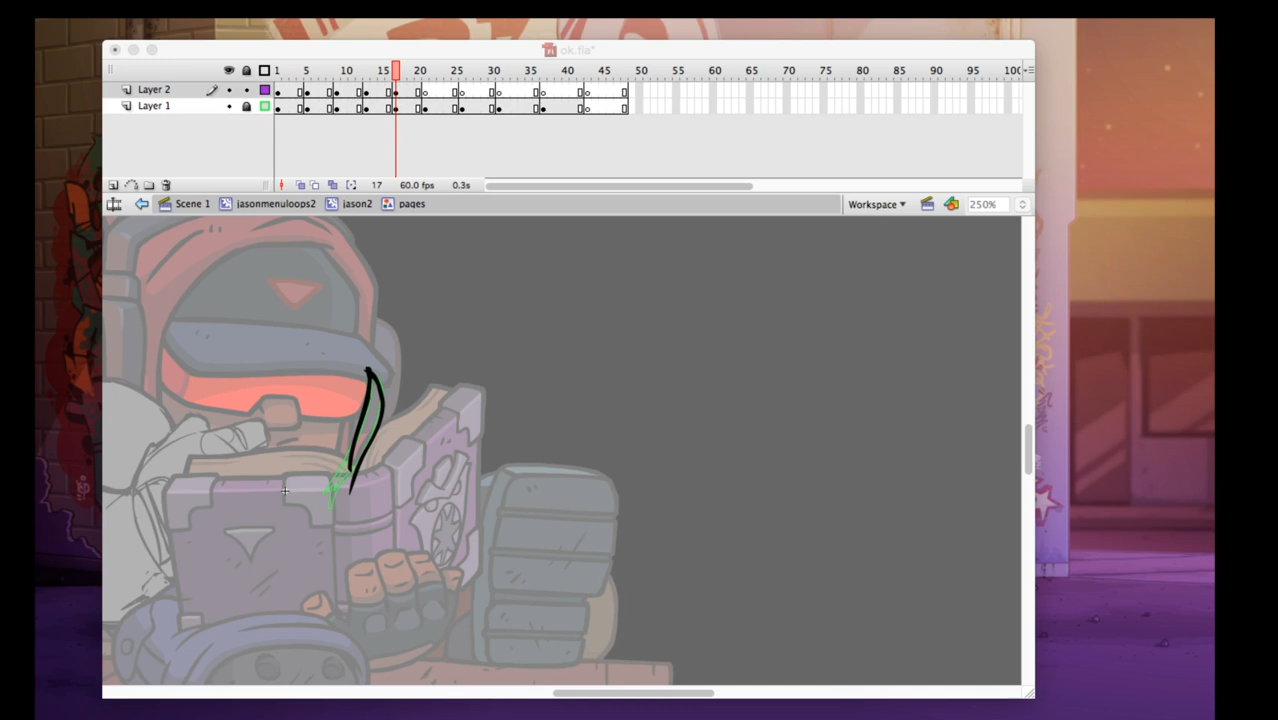 ok.fla*
1 5 10 15 20 25 30 35 40 45 50 55 60 65 70 75 80 85 90 95 100
Layer 2
Layer 1
17 60.0 fps 0.3s
Scene 1 jasonmenuloops2 jason2 pages Workspace 250%